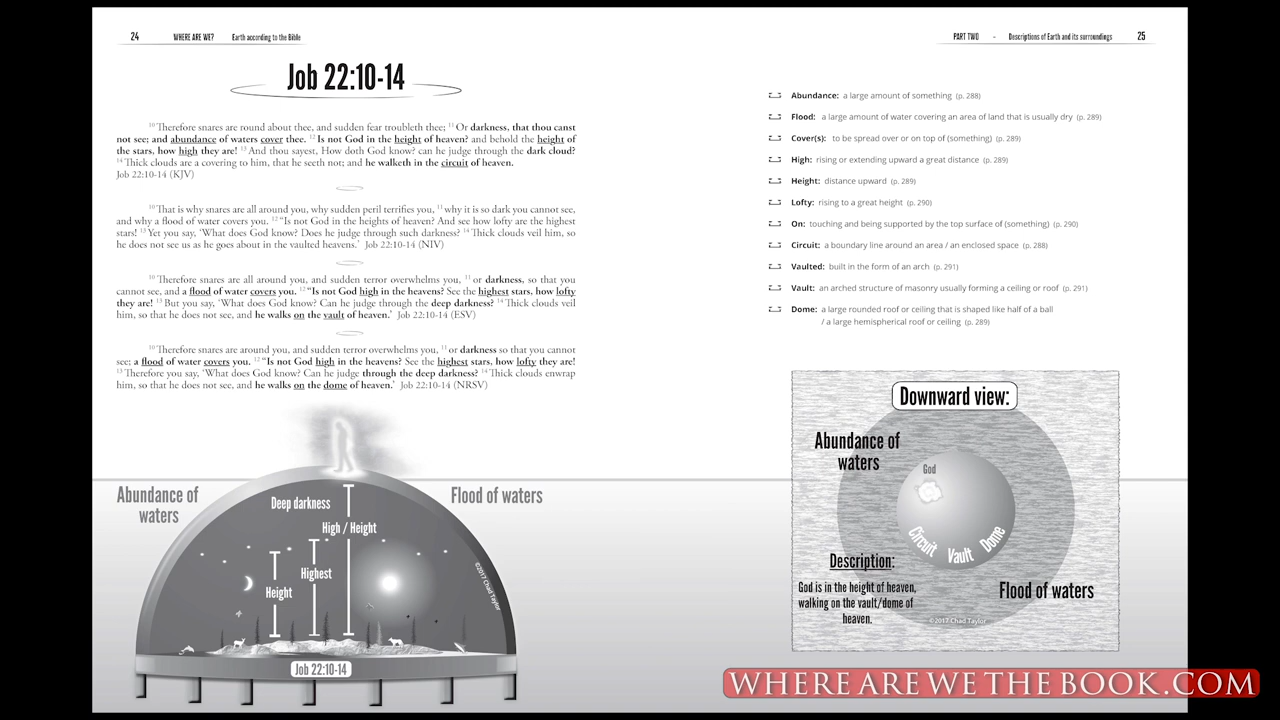 24 WHERE ARE WE? Earth according to the Bible
Job 22:10-14
10 Therefore snares are round about thee, and sudden fear troubleth thee; 11 Or darkness, that thou canst
not see; and abundance of waters cover thee. 12 Is not God in the height of heaven? and behold the height of
the stars, how high they are! 13 And thou sayest, How doth God know? can he judge through the dark cloud?
14 Thick clouds are a covering to him, that he seeth not; and he walketh in the circuit of heaven.
Job 22:10-14 (KJV)
10 That is why snares are all around you, why sudden peril terrifies you, 11 why it is so dark you cannot see,
and why a flood of water covers you. 12 “Is not God in the heights of heaven? And see how lofty are the highest
stars! 13 Yet you say, ‘What does God know? Does he judge through such darkness? 14 Thick clouds veil him, so
he does not see us as he goes about in the vaulted heavens.’ Job 22:10-14 (NIV)
10 Therefore snares are all around you, and sudden terror overwhelms you, 11 or darkness, so that you
cannot see, and a flood of water covers you. 12 “Is not God high in the heavens? See the highest stars, how lofty
they are! 13 But you say, ‘What does God know? Can he judge through the deep darkness? 14 Thick clouds veil
him, so that he does not see, and he walks on the vault of heaven.’ Job 22:10-14 (ESV)
10 Therefore snares are around you, and sudden terror overwhelms you, 11 or darkness so that you cannot
see; a flood of water covers you. 12 “Is not God high in the heavens? See the highest stars, how lofty they are!
13 Therefore you say, ‘What does God know? Can he judge through the deep darkness? 14 Thick clouds enwrap
him, so that he does not see, and he walks on the dome of heaven.’ Job 22:10-14 (NRSV)
Abundance of
waters
Deep darkness
Flood of waters
High / Height
Highest
Height
©2017 Chad Taylor
Job 22:10-14
PART TWO - Descriptions of Earth and its surroundings 25
Abundance: a large amount of something (p. 288)
Flood: a large amount of water covering an area of land that is usually dry (p. 289)
Cover(s): to be spread over or on top of (something) (p. 289)
High: rising or extending upward a great distance (p. 289)
Height: distance upward (p. 289)
Lofty: rising to a great height (p. 290)
On: touching and being supported by the top surface of (something) (p. 290)
Circuit: a boundary line around an area / an enclosed space (p. 288)
Vaulted: built in the form of an arch (p. 291)
Vault: an arched structure of masonry usually forming a ceiling or roof (p. 291)
Dome: a large rounded roof or ceiling that is shaped like half of a ball
/ a large hemispherical roof or ceiling (p. 289)
Downward view:
Abundance of
waters
God
Circuit Vault Dome
Description:
God is in the height of heaven,
walking on the vault/dome of
heaven.
Flood of waters
©2017 Chad Taylor
WHEREAREWETHEBOOK.COM